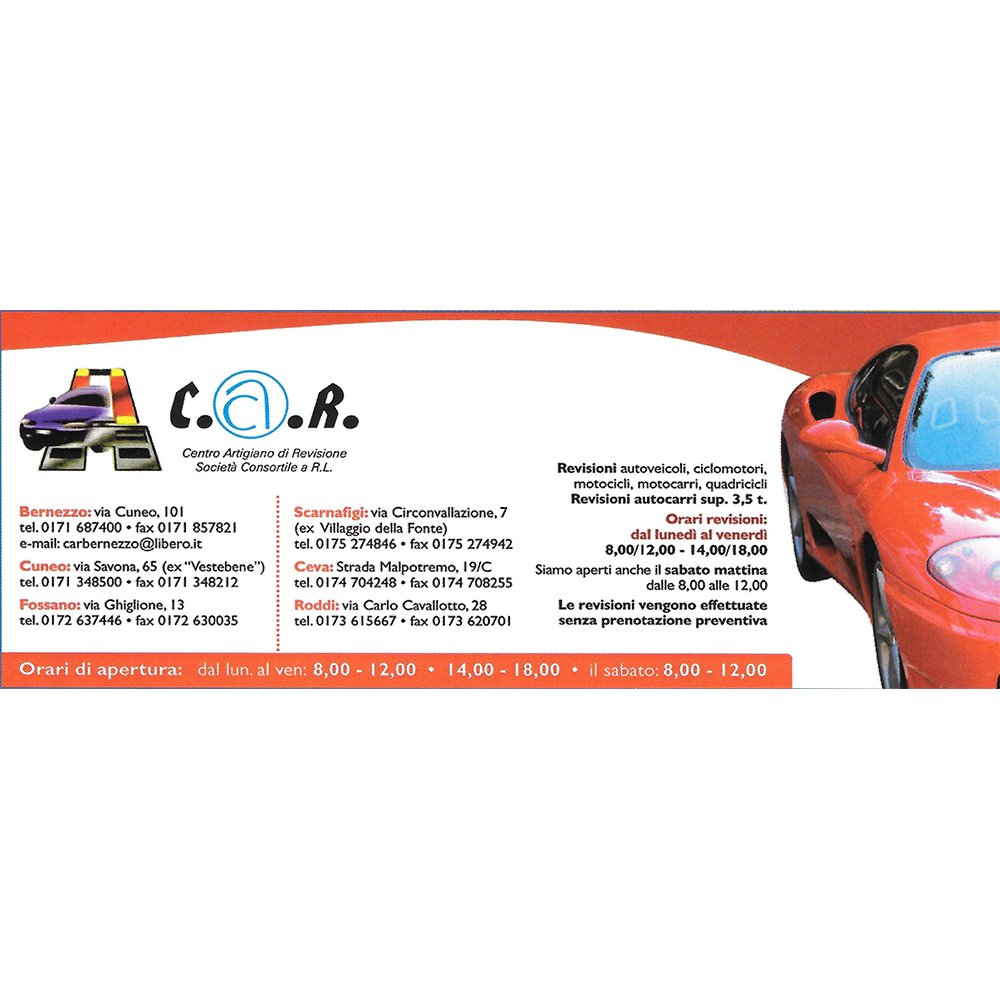 C.a.R.
Centro Artigiano di Revisione
Società Consortile a R.L.
Bernezzo: via Cuneo, 101
tel. 0171 687400 • fax 0171 857821
e-mail: carbernezzo@libero.it
Cuneo: via Savona, 65 (ex “Vestebene”)
tel. 0171 348500 • fax 0171 348212
Fossano: via Ghiglione, 13
tel. 0172 637446 • fax 0172 630035
Scarnafigi: via Circonvallazione, 7
(ex Villaggio della Fonte)
tel. 0175 274846 • fax 0175 274942
Ceva: Strada Malpotremo, 19/C
tel. 0174 704248 • fax 0174 708255
Roddi: via Carlo Cavallotto, 28
tel. 0173 615667 • fax 0173 620701
Revisioni autoveicoli, ciclomotori,
motocicli, motocarri, quadricicli
Revisioni autocarri sup. 3,5 t.
Orari revisioni:
dal lunedì al venerdì
8,00/12,00 - 14,00/18,00
Siamo aperti anche il sabato mattina
dalle 8,00 alle 12,00
Le revisioni vengono effettuate
senza prenotazione preventiva
Orari di apertura: dal lun. al ven: 8,00 - 12,00 • 14,00 - 18,00 • il sabato: 8,00 - 12,00